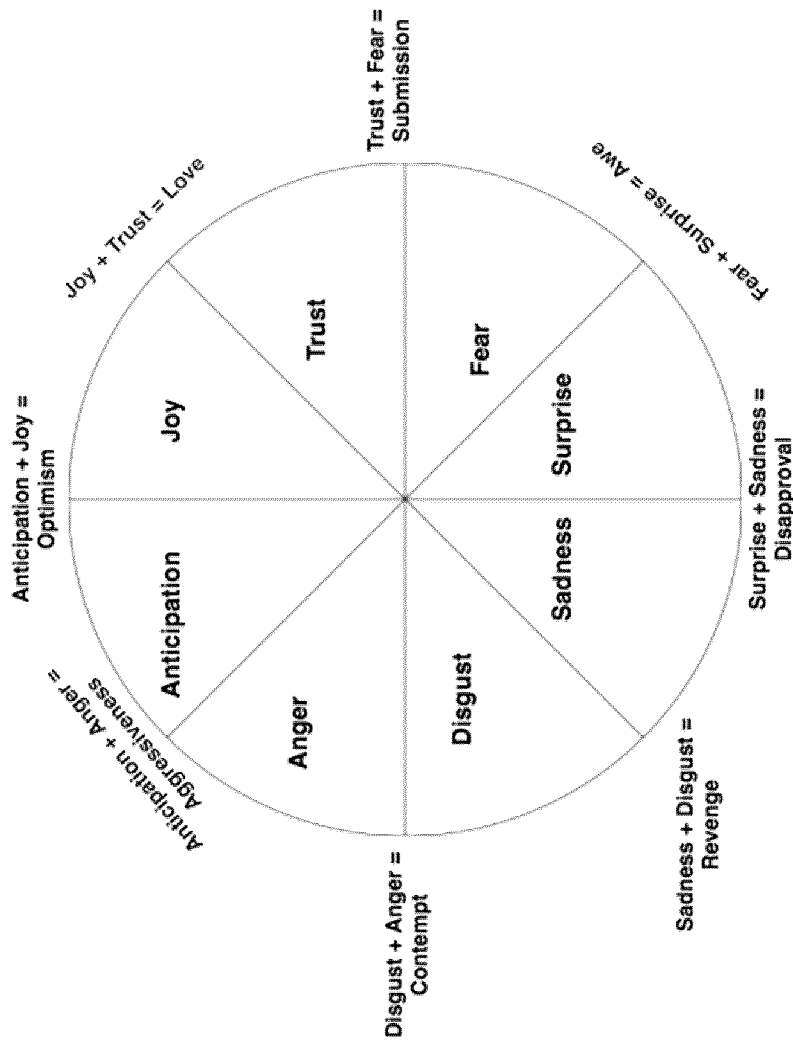 Anticipation + Joy =
Optimism
Joy + Trust = Love
Trust + Fear =
Submission
Fear + Surprise = Awe
Surprise + Sadness =
Disapproval
Sadness + Disgust =
Revenge
Disgust + Anger =
Contempt
Anticipation + Anger =
Aggressiveness
Joy
Trust
Fear
Surprise
Sadness
Disgust
Anger
Anticipation